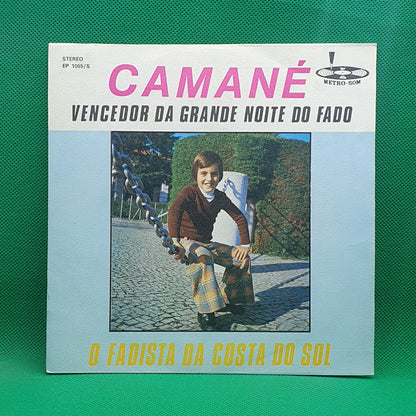 STEREO
EP 1065/S
METRO-SOM
CAMANÉ
VENCEDOR DA GRANDE NOITE DO FADO
O FADISTA DA COSTA DO SOL